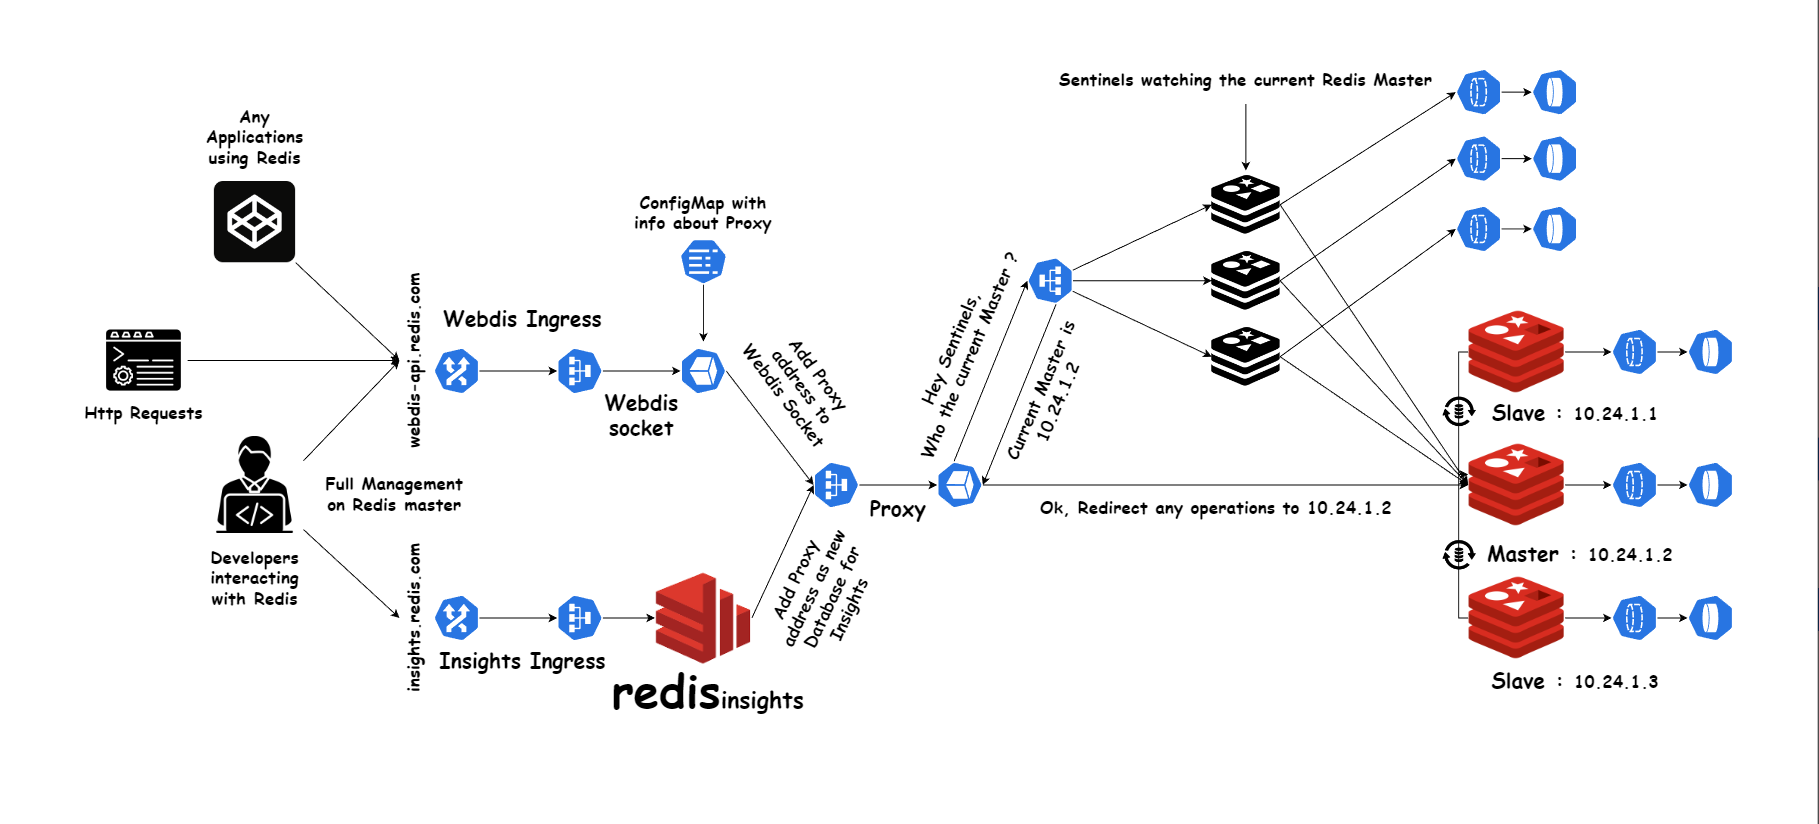 Any
Applications
using Redis
Http Requests
Developers
interacting
with Redis
Full Management
on Redis master
webdis-api.redis.com
insights.redis.com
Webdis Ingress
Webdis
socket
ConfigMap with
info about Proxy
Insights Ingress
redisinsights
Add Proxy
address to
Webdis Socket
Add Proxy
address as new
Database for
Insights
Proxy
Hey Sentinels,
Who the current Master ?
Current Master is
10.24.1.2
Ok, Redirect any operations to 10.24.1.2
Sentinels watching the current Redis Master
Slave : 10.24.1.1
Master : 10.24.1.2
Slave : 10.24.1.3